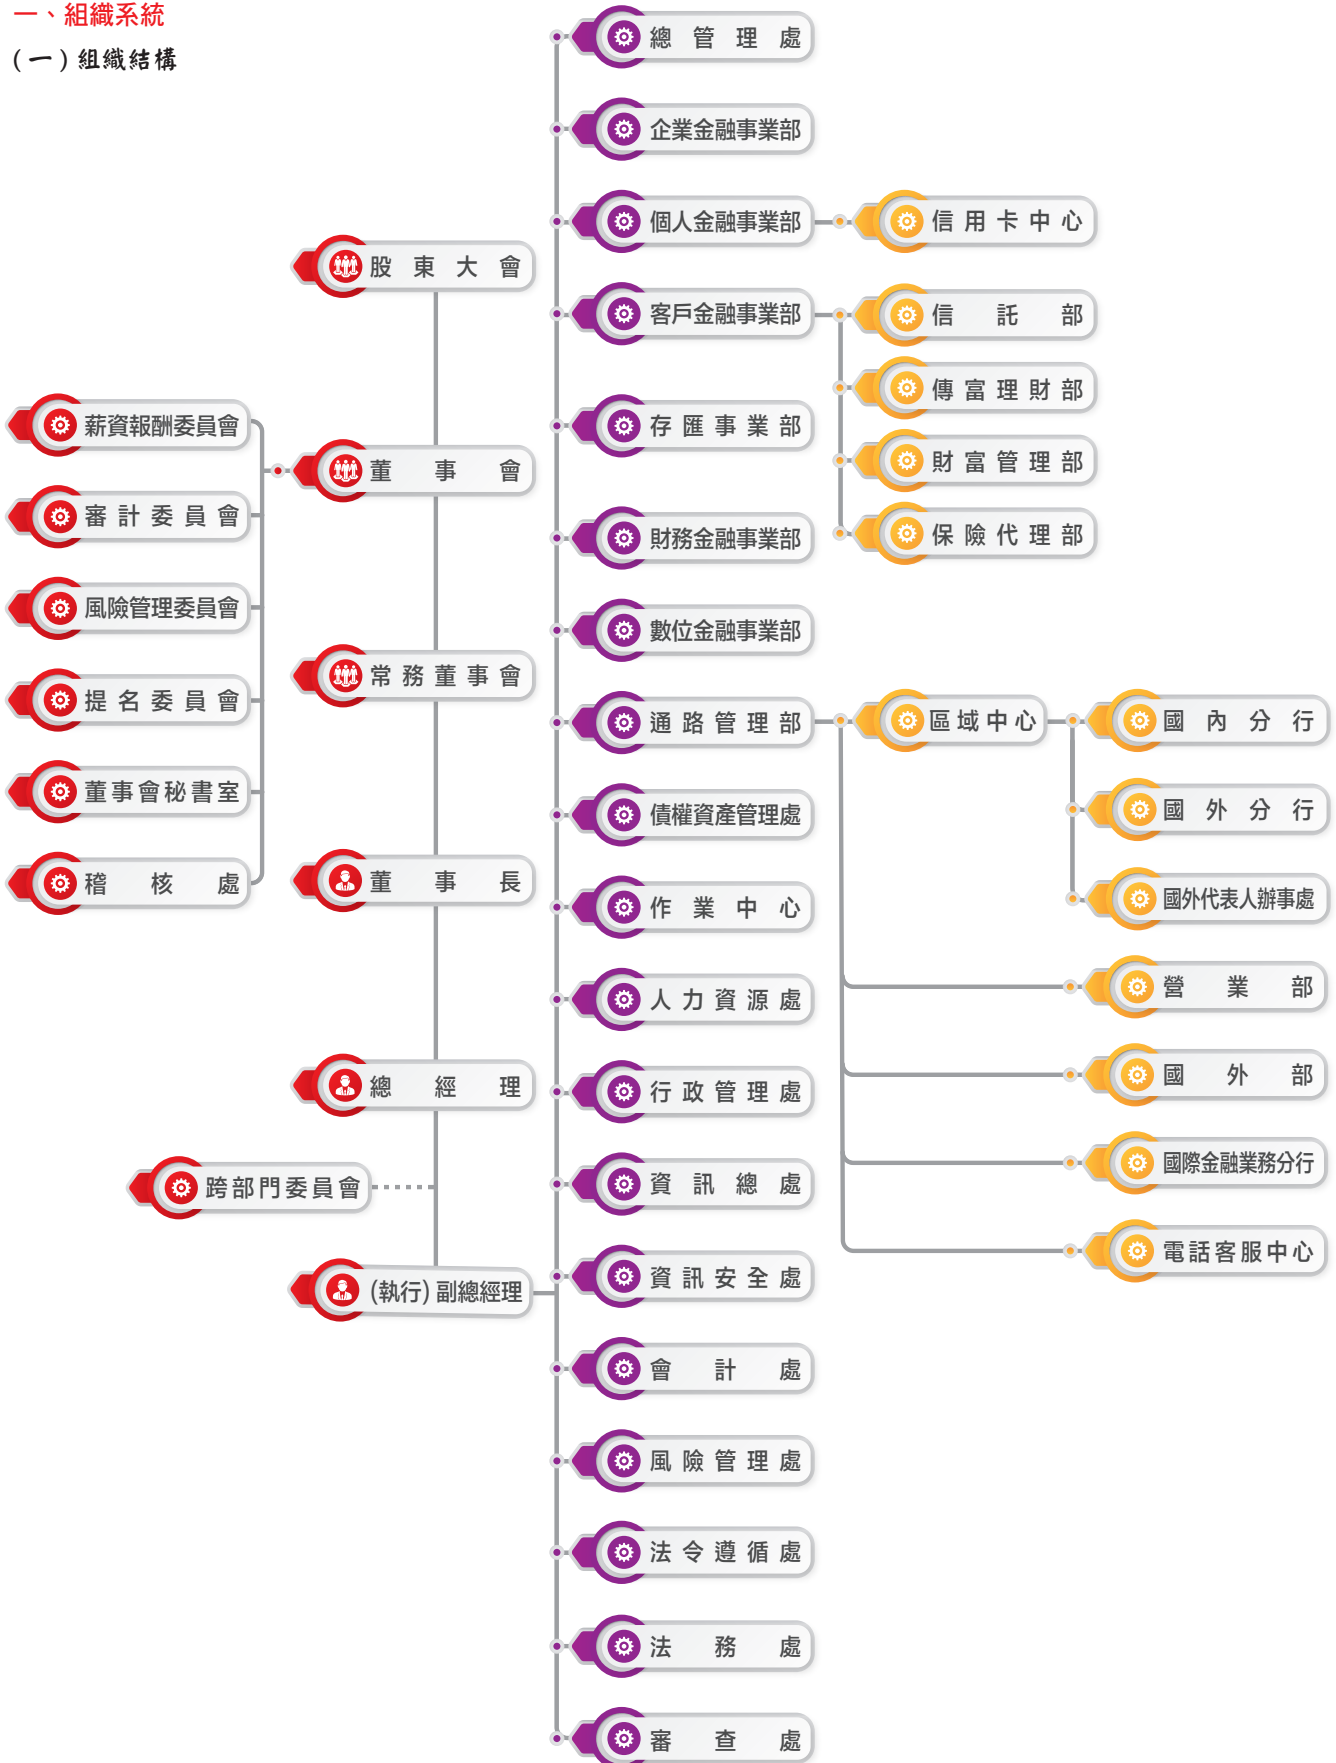 一、組織系統
(一)組織結構
股東大會
董事會
常務董事會
董事長
總經理
跨部門委員會
(執行)副總經理
薪資報酬委員會
審計委員會
風險管理委員會
提名委員會
董事會秘書室
稽核處
總管理處
企業金融事業部
個人金融事業部
信用卡中心
客戶金融事業部
信託部
傳富理財部
財富管理部
保險代理部
存匯事業部
財務金融事業部
數位金融事業部
通路管理部
區域中心
國內分行
國外分行
國外代表人辦事處
營業部
國外部
國際金融業務分行
電話客服中心
債權資產管理處
作業中心
人力資源處
行政管理處
資訊總處
資訊安全處
會計處
風險管理處
法令遵循處
法務處
審查處